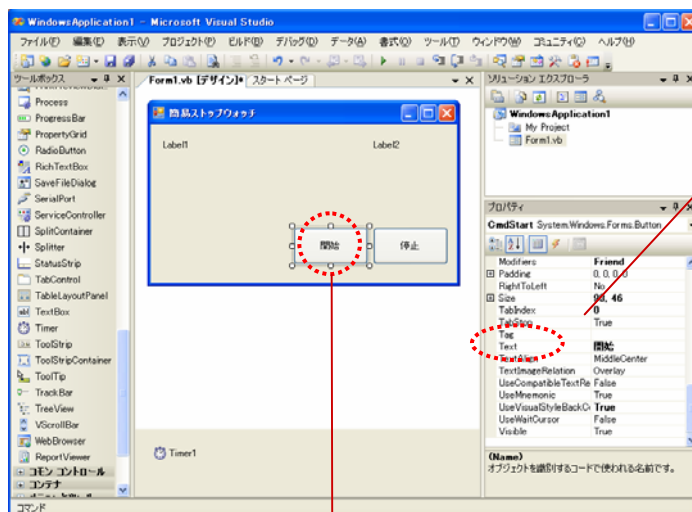 WindowsApplication1 - Microsoft Visual Studio
ファイル(F) 編集(E) 表示(V) プロジェクト(P) ビルド(B) デバッグ(D) データ(A) 書式(O) ツール(T) ウィンドウ(W) コミュニティ(C) ヘルプ(H)
ツールボックス
Process
ProgressBar
PropertyGrid
RadioButton
RichTextBox
SaveFileDialog
SerialPort
ServiceController
SplitContainer
Splitter
StatusStrip
TabControl
TableLayoutPanel
TextBox
Timer
ToolStrip
ToolStripContainer
ToolTip
TrackBar
TreeView
VScrollBar
WebBrowser
ReportViewer
コモン コントロール
コンテナ
Form1.vb [デザイン]* スタート ページ
簡易ストップウォッチ
Label1 Label2
開始 停止
Timer1
ソリューション エクスプローラ
WindowsApplication1
My Project
Form1.vb
プロパティ
CmdStart System.Windows.Forms.Button
Modifiers Friend
Padding 0, 0, 0, 0
RightToLeft No
Size 90, 46
TabIndex 0
TabStop True
Tag
Text 開始
TextAlign MiddleCenter
TextImageRelation Overlay
UseCompatibleTextRe False
UseMnemonic True
UseVisualStyleBackC True
UseWaitCursor False
Visible True
(Name)
オブジェクトを識別するコードで使われる名前です。
コマンド